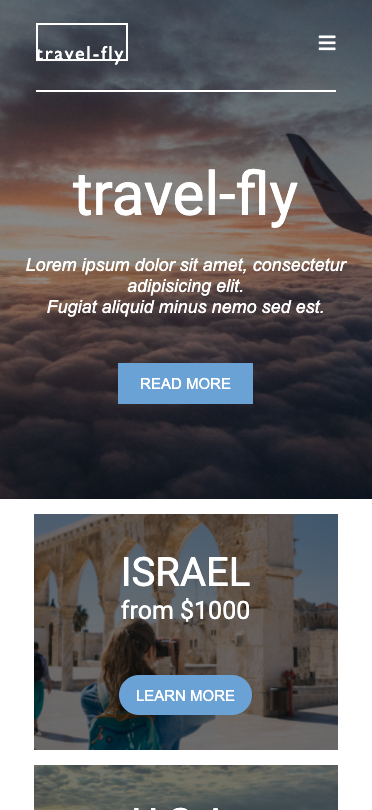 travel-fly
travel-fly
Lorem ipsum dolor sit amet, consectetur
adipisicing elit.
Fugiat aliquid minus nemo sed est.
READ MORE
ISRAEL
from $1000
LEARN MORE